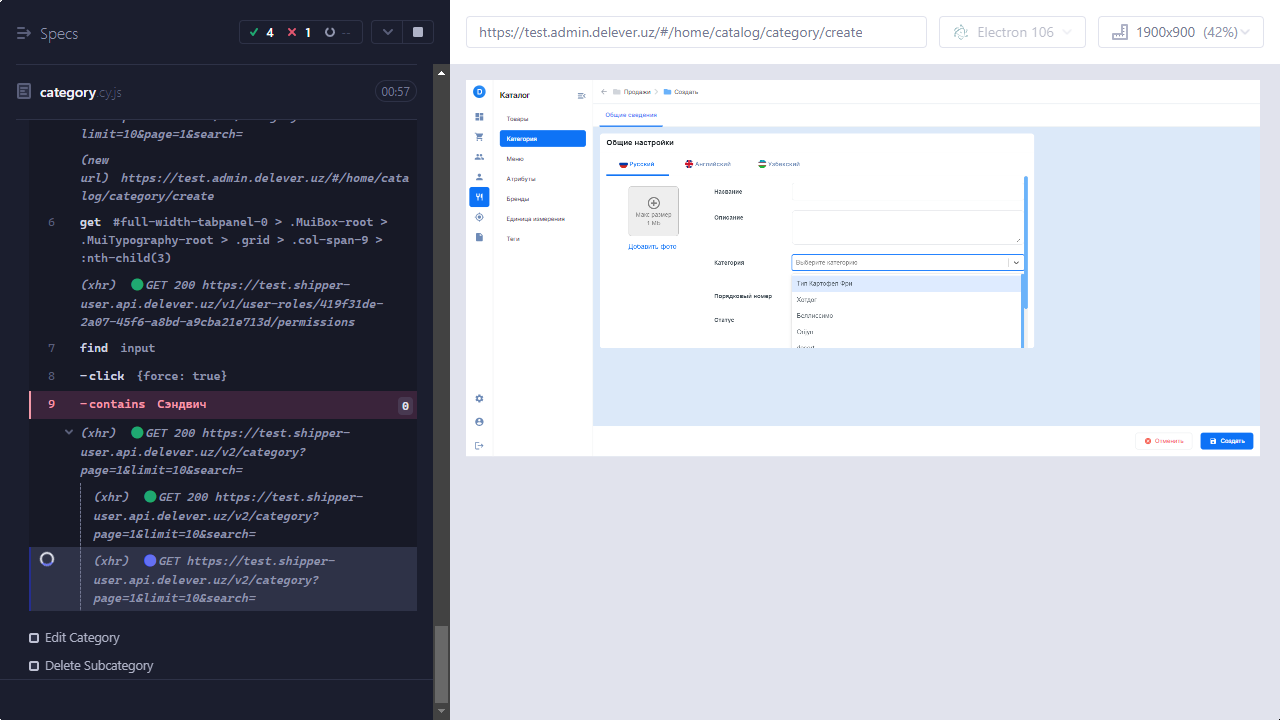 Specs
4
1
--
category.cy.js
00:57
limit=10&page=1&search=
(new
url) https://test.admin.delever.uz/#/home/cata
log/category/create
6 get #full-width-tabpanel-0 > .MuiBox-root >
.MuiTypography-root > .grid > .col-span-9 >
:nth-child(3)
(xhr) GET 200 https://test.shipper-
user.api.delever.uz/v1/user-roles/419f31de-
2a07-45f6-a8bd-a9cba21e713d/permissions
7 find input
8 -click {force: true}
9 -contains Сэндвич 0
(xhr) GET 200 https://test.shipper-
user.api.delever.uz/v2/category?
page=1&limit=10&search=
(xhr) GET 200 https://test.shipper-
user.api.delever.uz/v2/category?
page=1&limit=10&search=
(xhr) GET https://test.shipper-
user.api.delever.uz/v2/category?
page=1&limit=10&search=
Edit Category
Delete Subcategory
https://test.admin.delever.uz/#/home/catalog/category/create
Electron 106
1900x900 (42%)
D
Каталог
Товары
Категория
Меню
Атрибуты
Бренды
Единица измерения
Теги
Продажи
Создать
Общие сведения
Общие настройки
Русский
Английский
Узбекский
Макс размер
1 МБ
Добавить фото
Название
Описание
Категория
Выберите категорию
Тип Картофел Фри
Хотдог
Беллиссимо
Порядковый номер
Статус
Отменить
Создать